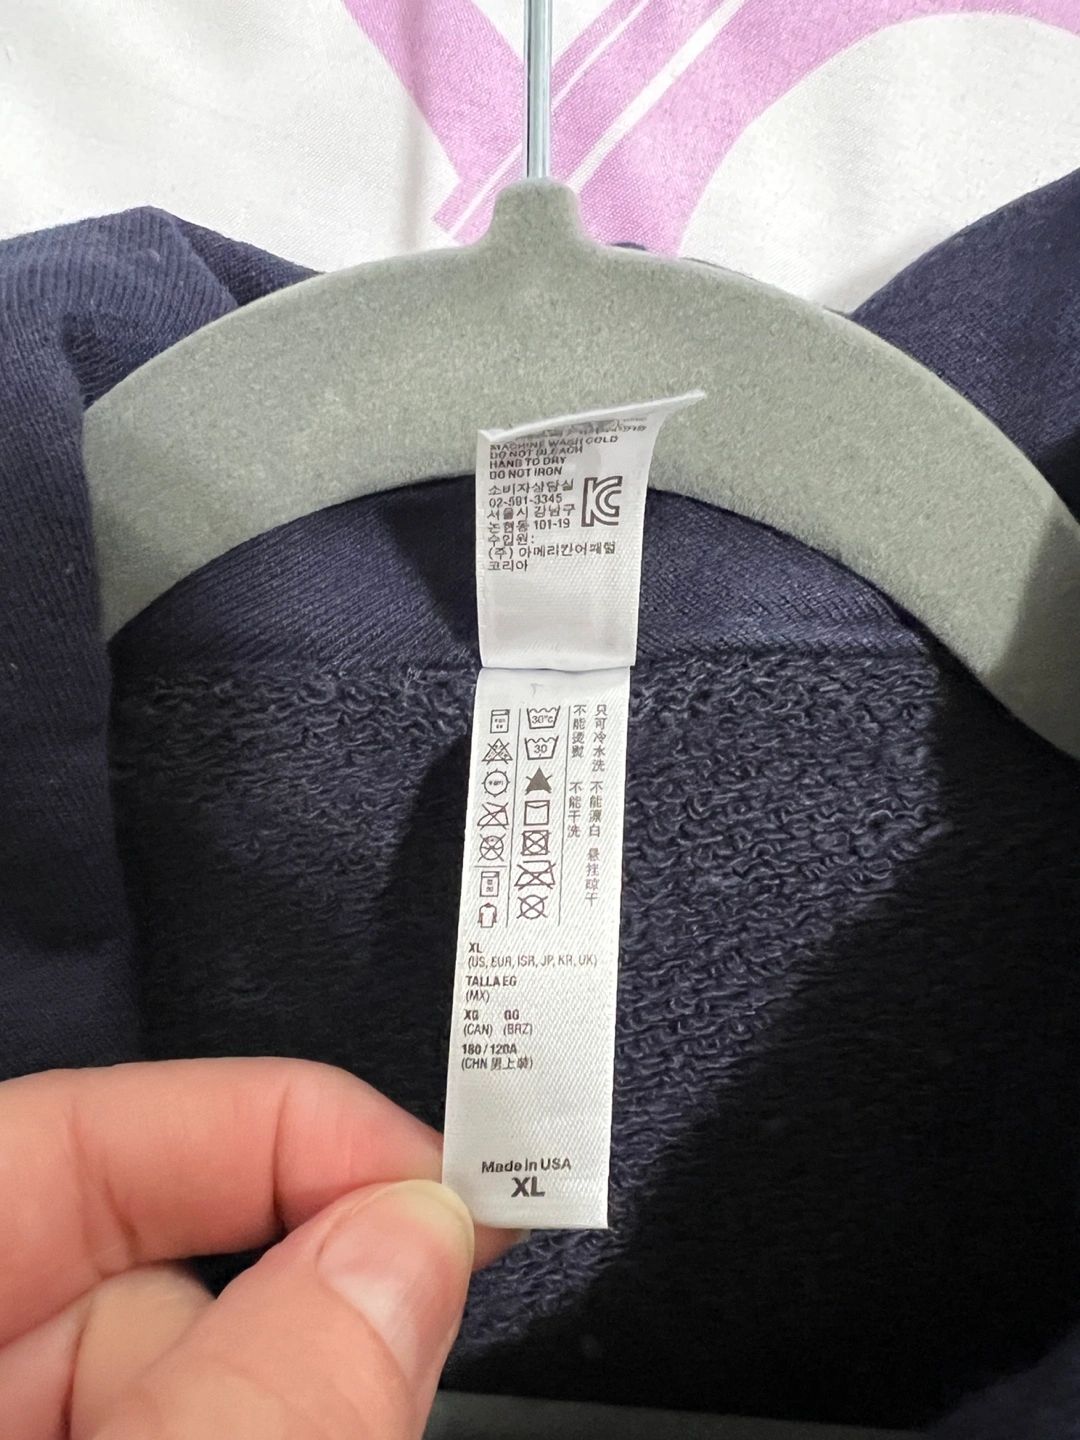 MACHINE WASH COLD
DO NOT BLEACH
HANG TO DRY
DO NOT IRON
소비자상담실
02-501-3345
서울시 강남구
논현동 101-19
수입원:
(주) 아메리칸어패럴
코리아
30°C
30
只可冷水洗 不能漂白 悬挂晾干
不能烫熨 不能干洗
XL
(US, EUR, ISR, JP, KR, UK)
TALLA EG
(MX)
XG GG
(CAN) (BRZ)
180/120A
(CHN 男上裝)
Made in USA
XL